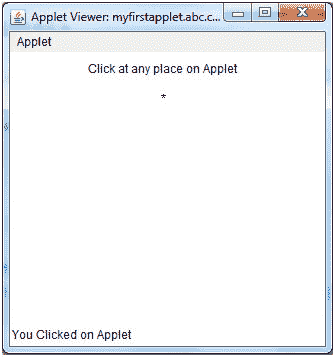 Applet Viewer: myfirstapplet.abc.c...
Applet
Click at any place on Applet
*
You Clicked on Applet